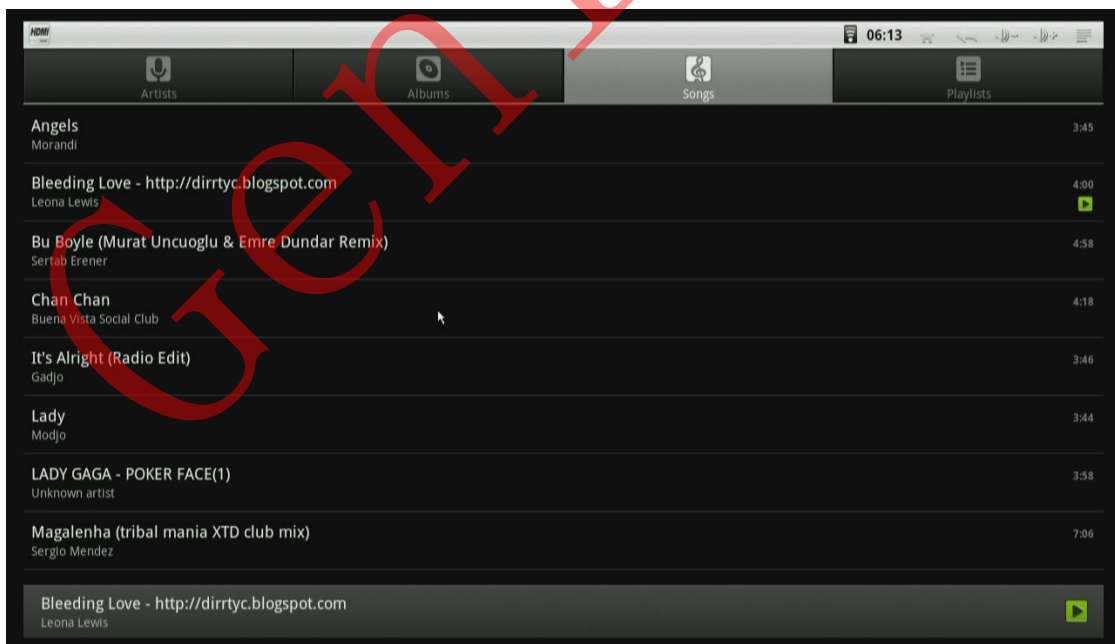 HDMI
06:13
Artists
Albums
Songs
Playlists
Angels
3:45
Morandi
Bleeding Love - http://dirrtyc.blogspot.com
4:00
Leona Lewis
Bu Boyle (Murat Uncuoglu & Emre Dundar Remix)
4:58
Sertab Erener
Chan Chan
4:18
Buena Vista Social Club
It's Alright (Radio Edit)
3:46
Gadjo
Lady
3:44
Modjo
LADY GAGA - POKER FACE(1)
3:58
Unknown artist
Magalenha (tribal mania XTD club mix)
7:06
Sergio Mendez
Bleeding Love - http://dirrtyc.blogspot.com
Leona Lewis
Gen